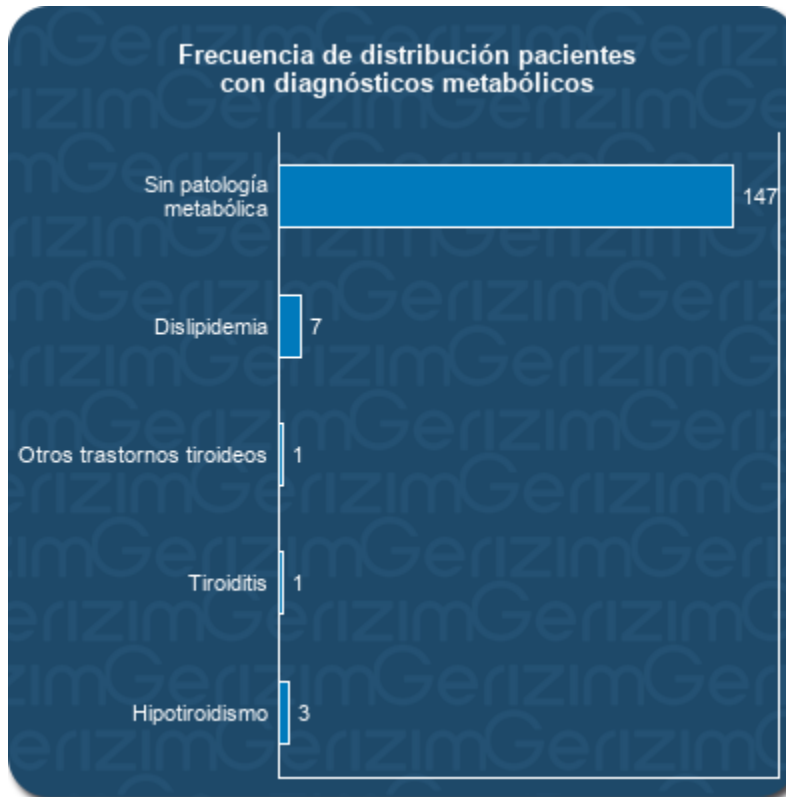 Frecuencia de distribución pacientes
con diagnósticos metabólicos
Sin patología
metabólica
147
Dislipidemia
7
Otros trastornos tiroideos
1
Tiroiditis
1
Hipotiroidismo
3